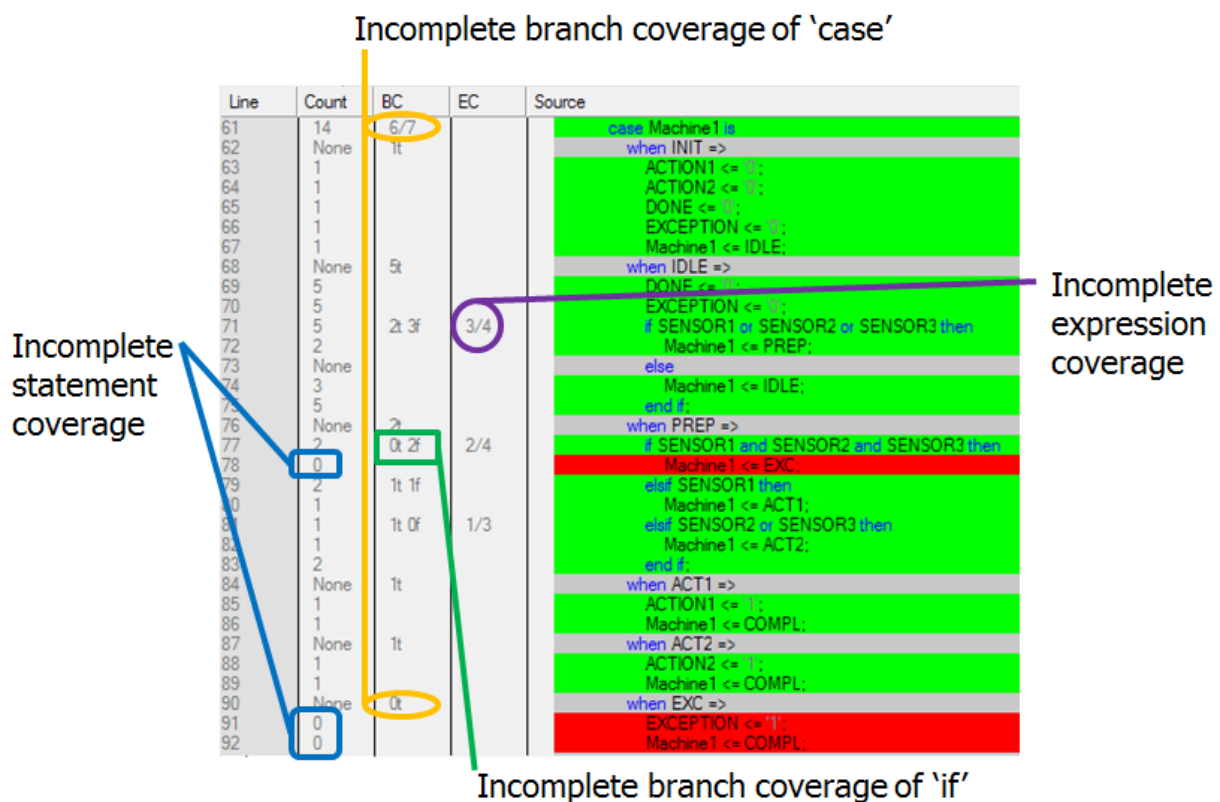 Incomplete branch coverage of ‘case’
Line Count BC EC Source
61 14 6/7 case Machine1 is
62 None 1t when INIT =>
63 1 ACTION1 <= '0';
64 1 ACTION2 <= '0';
65 1 DONE <= '0';
66 1 EXCEPTION <= '0';
67 1 Machine1 <= IDLE;
68 None 5t when IDLE =>
69 5 DONE <= '0';
70 5 EXCEPTION <= '0';
71 5 2t 3f 3/4 if SENSOR1 or SENSOR2 or SENSOR3 then
72 2 Machine1 <= PREP;
73 None else
74 3 Machine1 <= IDLE;
75 5 end if;
76 None 2t when PREP =>
77 2 0t 2f 2/4 if SENSOR1 and SENSOR2 and SENSOR3 then
78 0 Machine1 <= EXC;
79 2 1t 1f elsif SENSOR1 then
80 1 Machine1 <= ACT1;
81 1 1t 0f 1/3 elsif SENSOR2 or SENSOR3 then
82 1 Machine1 <= ACT2;
83 2 end if;
84 None 1t when ACT1 =>
85 1 ACTION1 <= '1';
86 1 Machine1 <= COMPL;
87 None 1t when ACT2 =>
88 1 ACTION2 <= '1';
89 1 Machine1 <= COMPL;
90 None 0t when EXC =>
91 0 EXCEPTION <= '1';
92 0 Machine1 <= COMPL;
Incomplete
statement
coverage
Incomplete
expression
coverage
Incomplete branch coverage of ‘if’